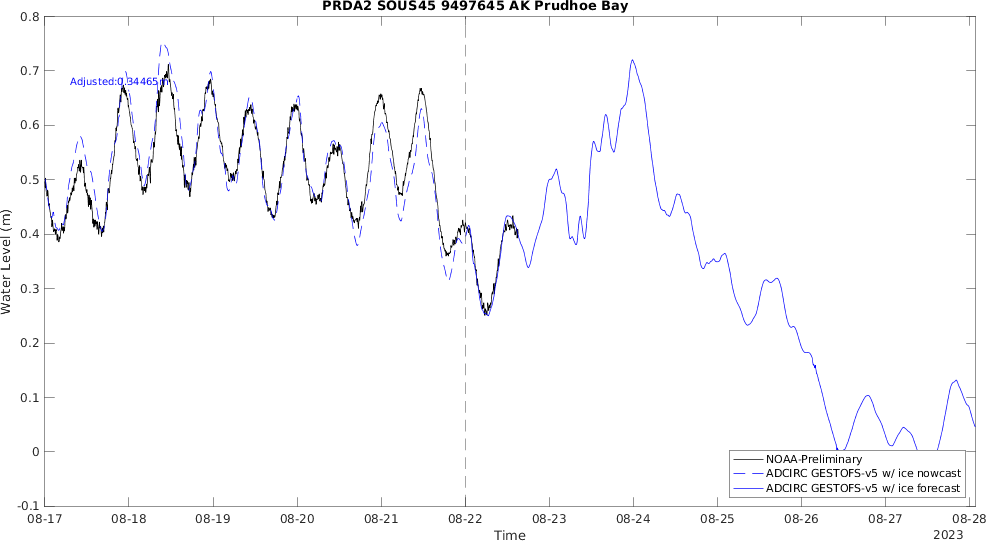 PRDA2 SOUS45 9497645 AK Prudhoe Bay
0.8
0.7
0.6
0.5
0.4
0.3
0.2
0.1
0
-0.1
Water Level (m)
Adjusted:0.34465m
08-17 08-18 08-19 08-20 08-21 08-22 08-23 08-24 08-25 08-26 08-27 08-28
Time
2023
NOAA-Preliminary
ADCIRC GESTOFS-v5 w/ ice nowcast
ADCIRC GESTOFS-v5 w/ ice forecast